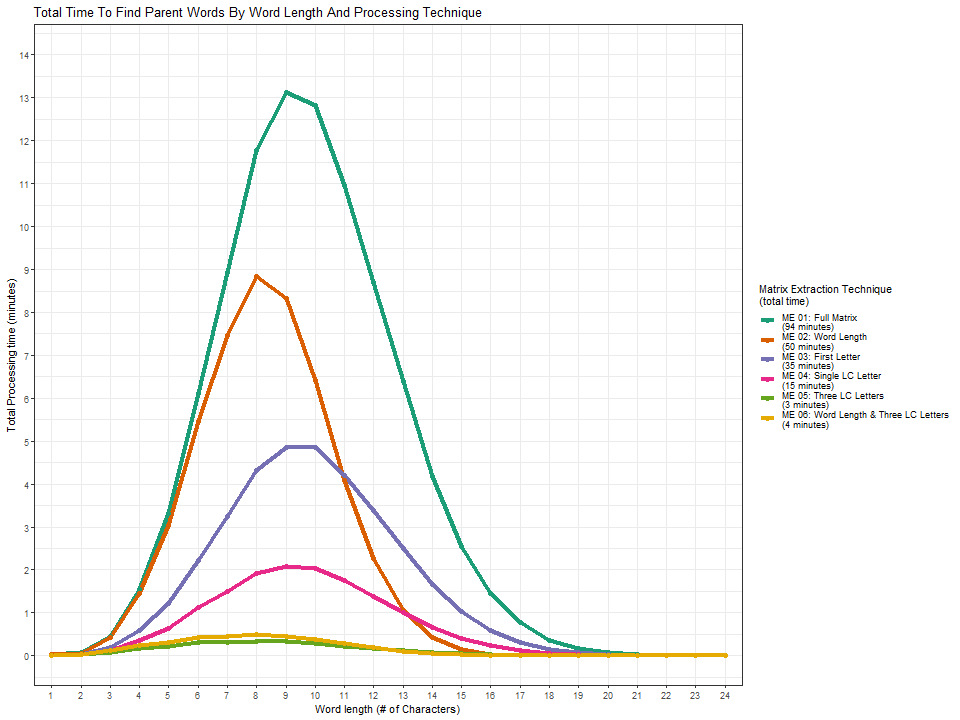 Total Time To Find Parent Words By Word Length And Processing Technique
14
13
12
11
10
9
8
7
6
5
4
3
2
1
0
Total Processing time (minutes)
1 2 3 4 5 6 7 8 9 10 11 12 13 14 15 16 17 18 19 20 21 22 23 24
Word length (# of Characters)
Matrix Extraction Technique
(total time)
ME 01: Full Matrix
(94 minutes)
ME 02: Word Length
(50 minutes)
ME 03: First Letter
(35 minutes)
ME 04: Single LC Letter
(15 minutes)
ME 05: Three LC Letters
(3 minutes)
ME 06: Word Length & Three LC Letters
(4 minutes)